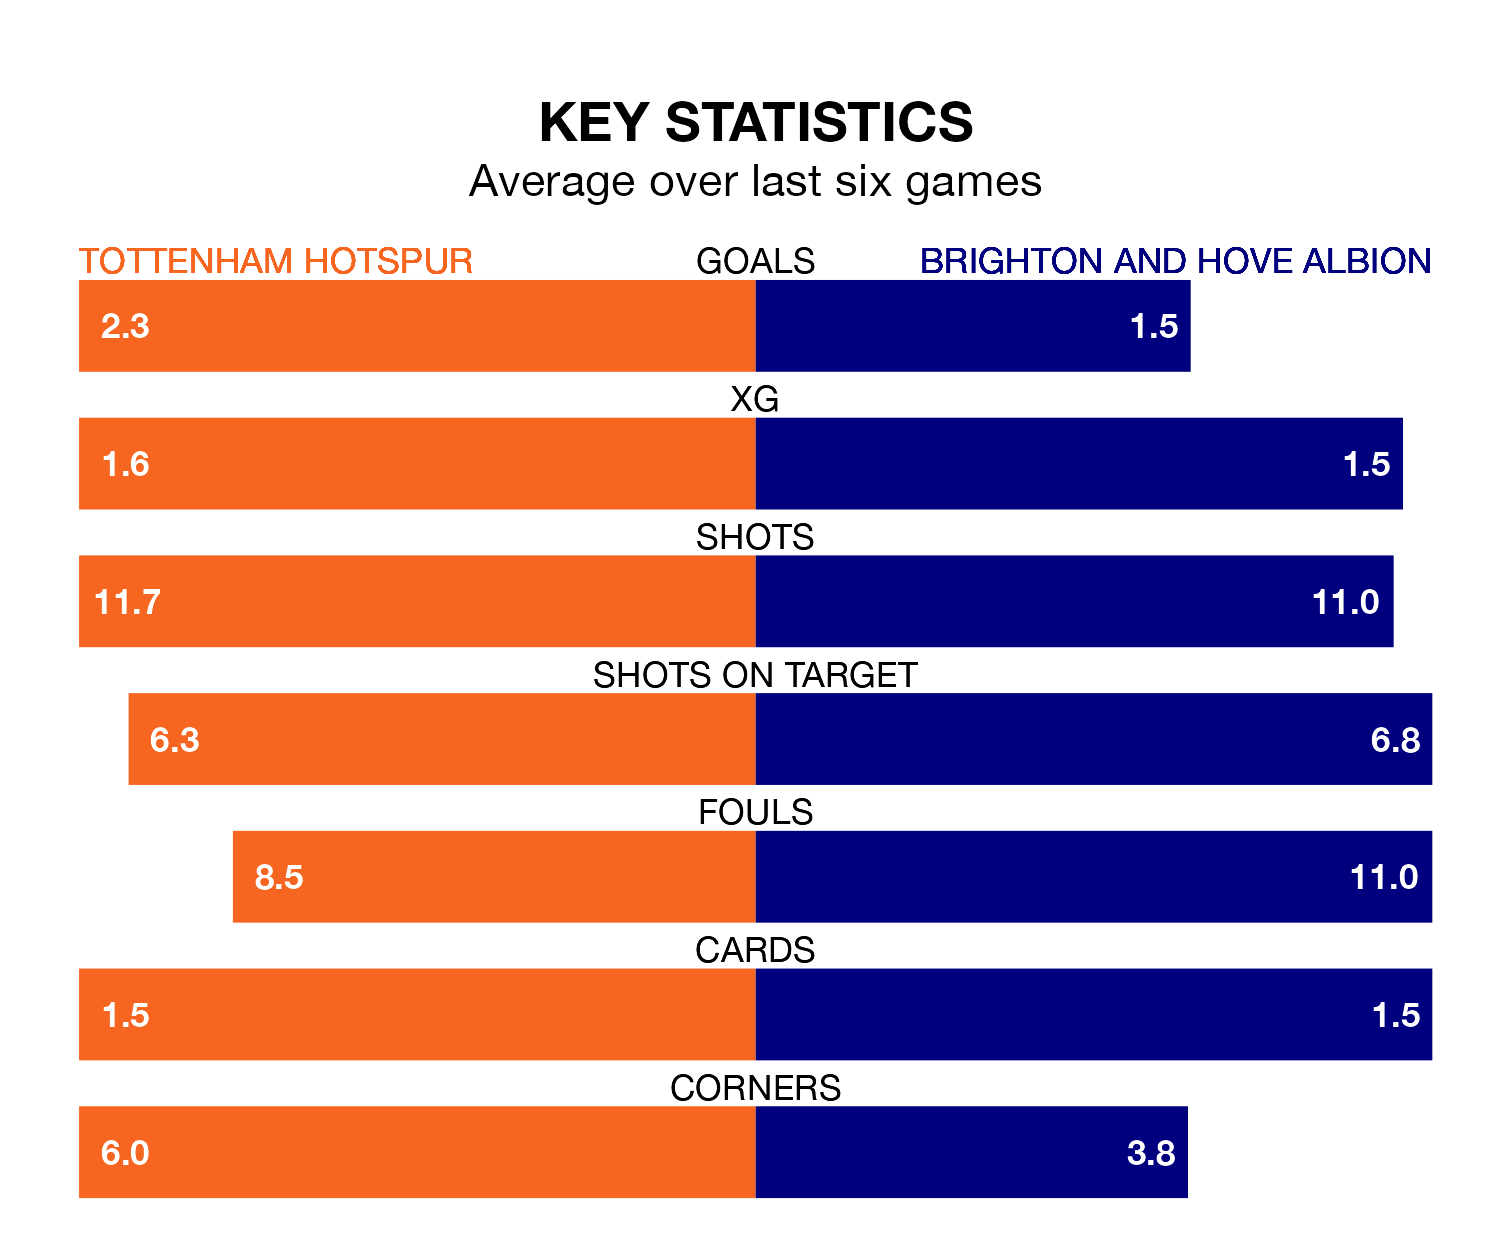 KEY STATISTICS
Average over last six games
TOTTENHAM HOTSPUR GOALS BRIGHTON AND HOVE ALBION
2.3 1.5
XG
1.6 1.5
SHOTS
11.7 11.0
SHOTS ON TARGET
6.3 6.8
FOULS
8.5 11.0
CARDS
1.5 1.5
CORNERS
6.0 3.8